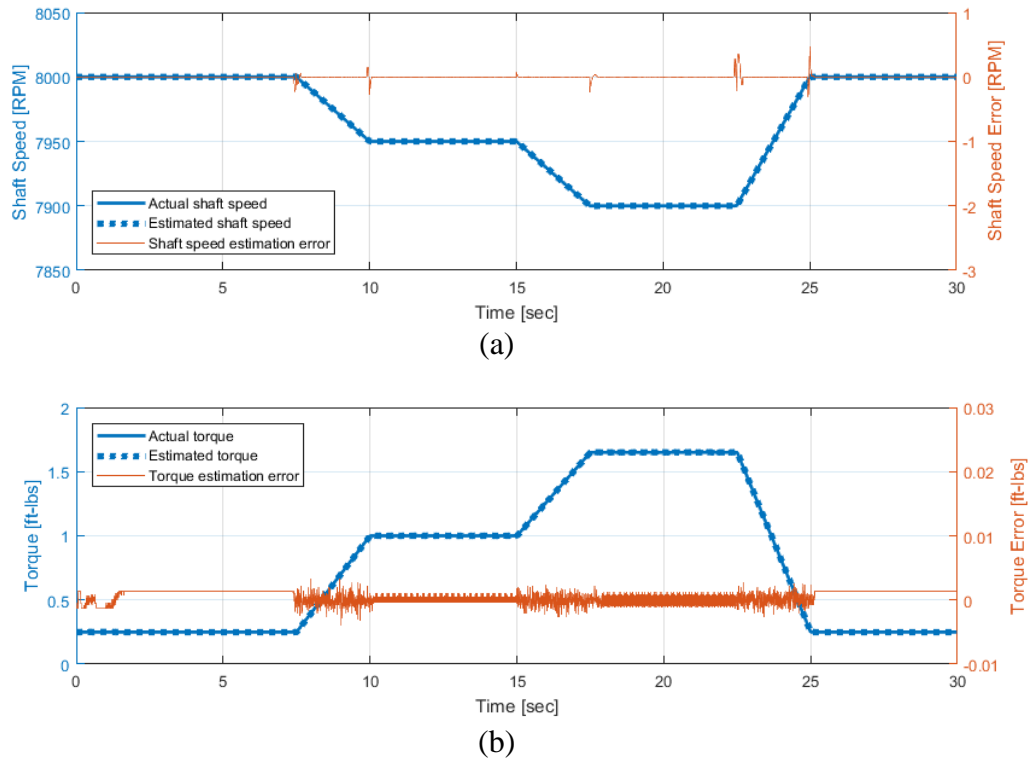 8050
8000
7950
7900
7850
Shaft Speed [RPM]
1
0
-1
-2
-3
Shaft Speed Error [RPM]
Actual shaft speed
Estimated shaft speed
Shaft speed estimation error
0 5 10 15 20 25 30
Time [sec]
(a)
2
1.5
1
0.5
0
Torque [ft-lbs]
0.03
0.02
0.01
0
-0.01
Torque Error [ft-lbs]
Actual torque
Estimated torque
Torque estimation error
0 5 10 15 20 25 30
Time [sec]
(b)